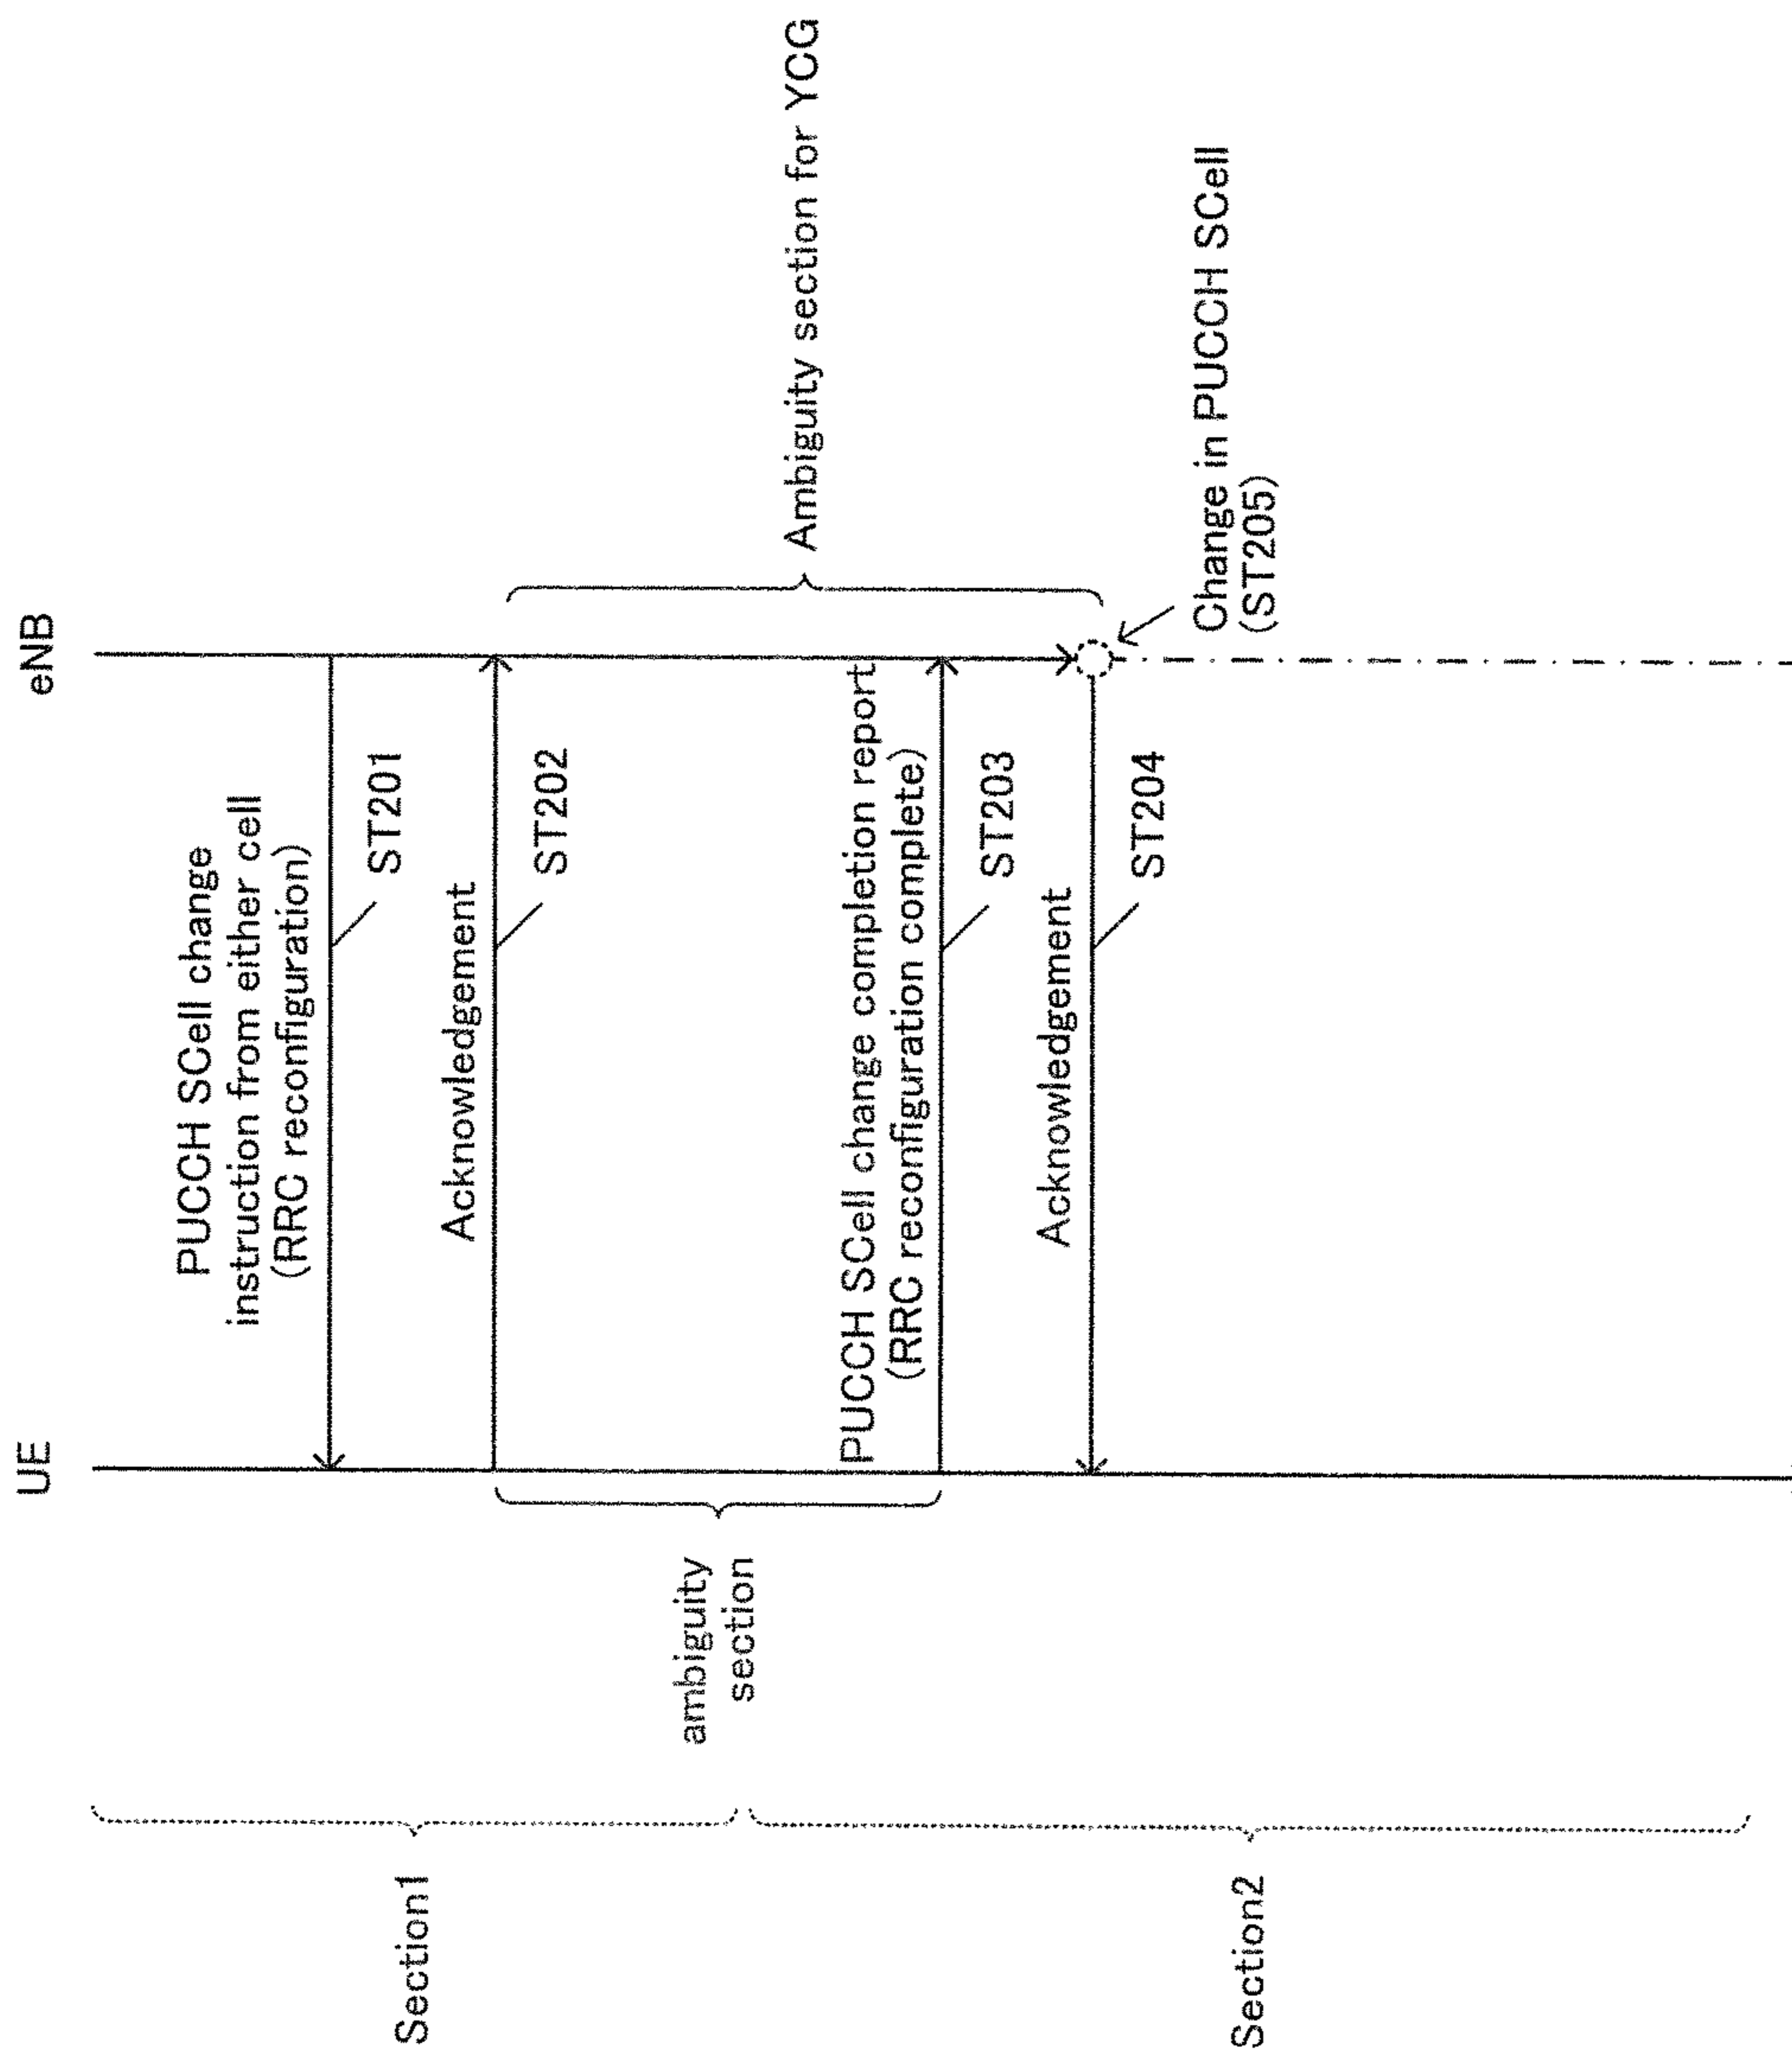 UE
eNB
PUCCH SCell change
instruction from either cell
(RRC reconfiguration)
ST201
Acknowledgement
ST202
Ambiguity section for YCG
ambiguity
section
PUCCH SCell change completion report
(RRC reconfiguration complete)
ST203
Acknowledgement
ST204
Change in PUCCH SCell
(ST205)
Section1
Section2